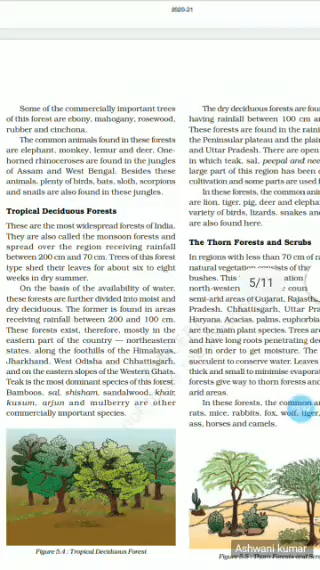 2020-21
Some of the commercially important trees
of this forest are ebony, mahogany, rosewood,
rubber and cinchona.
The common animals found in these forests
are elephant, monkey, lemur and deer. One-
horned rhinoceroses are found in the jungles
of Assam and West Bengal. Besides these
animals, plenty of birds, bats, sloth, scorpions
and snails are also found in these jungles.
Tropical Deciduous Forests
These are the most widespread forests of India.
They are also called the monsoon forests and
spread over the region receiving rainfall
between 200 cm and 70 cm. Trees of this forest
type shed their leaves for about six to eight
weeks in dry summer.
On the basis of the availability of water,
these forests are further divided into moist and
dry deciduous. The former is found in areas
receiving rainfall between 200 and 100 cm.
These forests exist, therefore, mostly in the
eastern part of the country — northeastern
states, along the foothills of the Himalayas,
Jharkhand, West Odisha and Chhattisgarh,
and on the eastern slopes of the Western Ghats.
Teak is the most dominant species of this forest.
Bamboos, sal, shisham, sandalwood, khair,
kusum, arjun and mulberry are other
commercially important species.
Figure 5.4 : Tropical Deciduous Forest
The dry deciduous forests are
having rainfall between 100 cm
These forests are found in the
the Peninsular plateau and the
and Uttar Pradesh. There are open
in which teak, sal, peepal and
large part of this region has been
cultivation and some parts are used
In these forests, the common
are lion, tiger, pig, deer and
variety of birds, lizards, snakes
are also found here.
The Thorn Forests and Scrubs
In regions with less than 70 cm of
natural vegetation consists of
bushes. This
north-western
semi-arid areas of Gujarat,
Pradesh, Chhattisgarh, Uttar
Haryana. Acacias, palms,
are the main plant species. Trees
and have long roots penetrating
soil in order to get moisture. The
succulent to conserve water. Leaves
thick and small to minimise
forests give way to thorn forests and
arid areas.
In these forests, the common
rats, mice, rabbits, fox, wolf, tiger,
ass, horses and camels.
5/11
Ashwani kumar
Figure 5.5 : Thorn Forests and